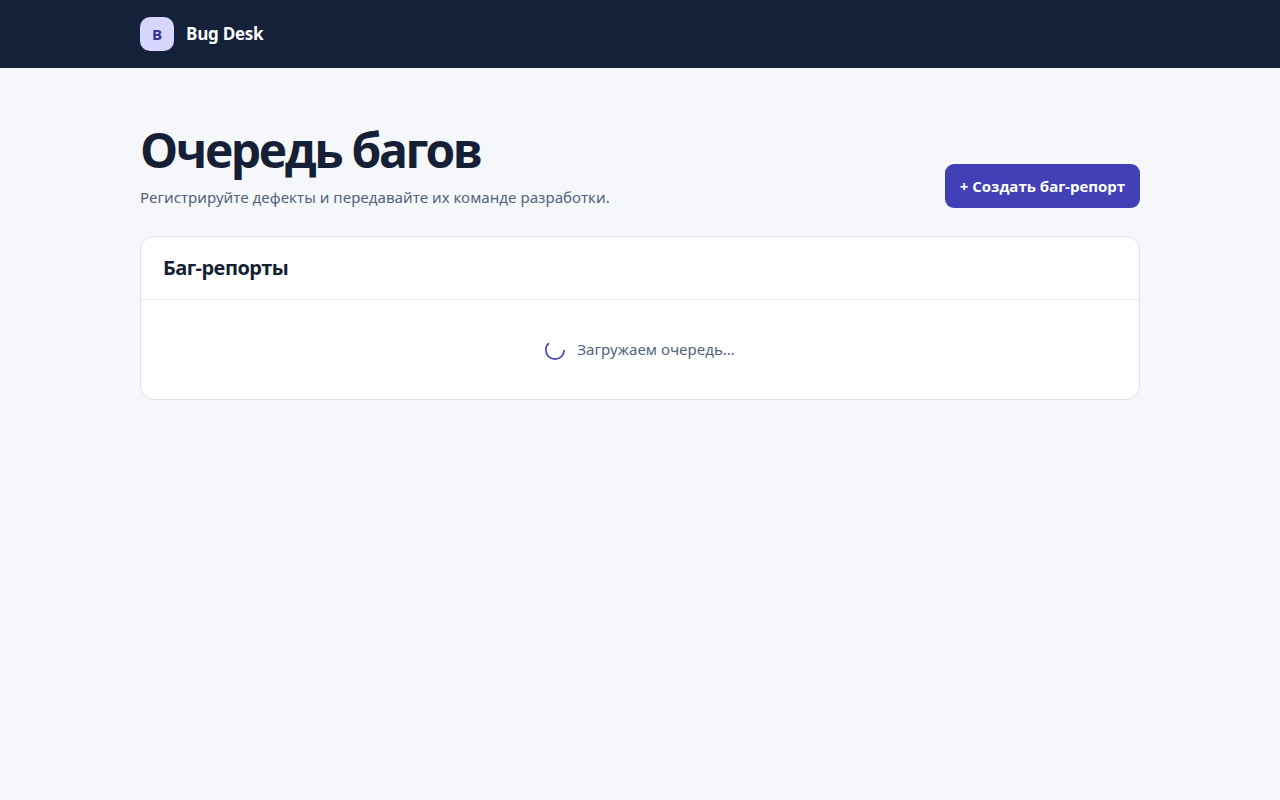 B
Bug Desk
Очередь багов
Регистрируйте дефекты и передавайте их команде разработки.
+ Создать баг-репорт
Баг-репорты
Загружаем очередь…